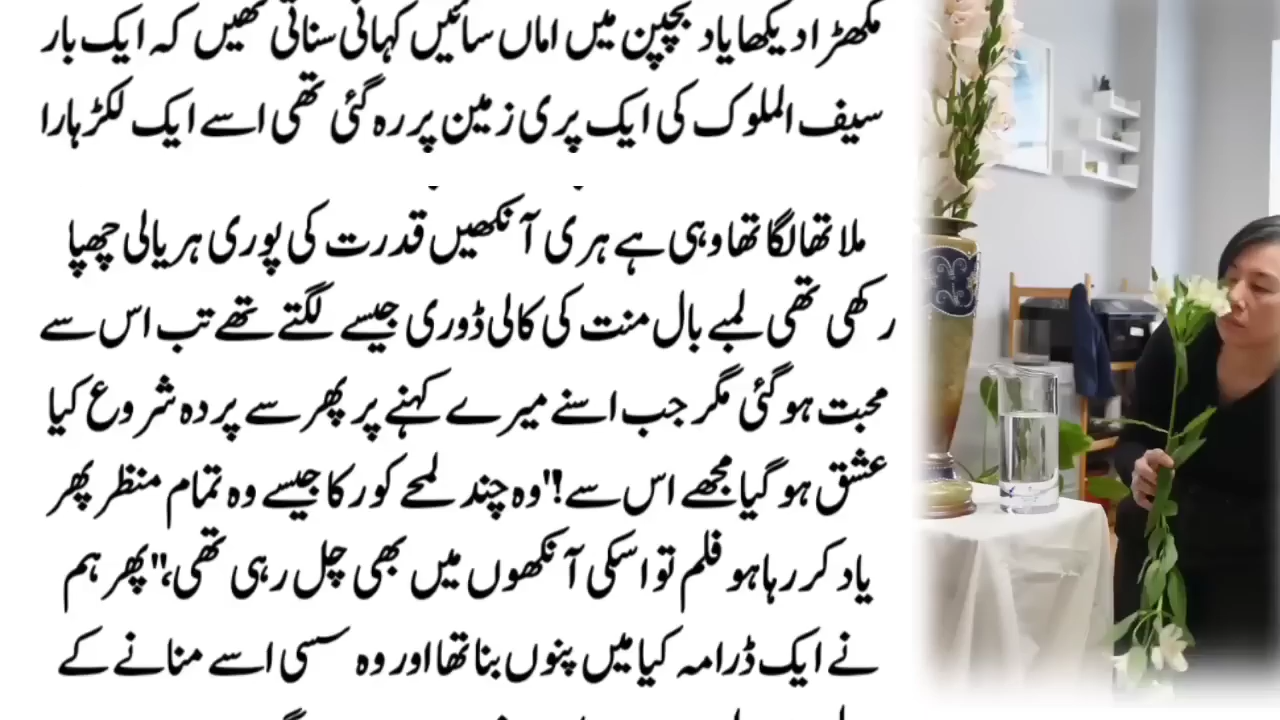 مکھڑا دیکھا یاد بچپن میں اماں سائیں کہانی سناتی تھیں کہ ایک بار
سیف الملوک کی ایک پری زمین پر رہ گئی تھی اسے ایک لکڑہارا
ملا تھا لگا تھا وہی ہے ہری آنکھیں قدرت کی پوری ہریالی چھپا
رکھی تھی لمبے بال منت کی کالی ڈوری جیسے لگتے تھے تب اس سے
محبت ہو گئی مگر جب اسنے میرے کہنے پر پھر سے پردہ شروع کیا
عشق ہو گیا مجھے اس سے!"وہ چند لمحے کو رکا جیسے وہ تمام منظر پھر
یاد کر رہا ہو فلم تو اسکی آنکھوں میں بھی چل رہی تھی،"پھر ہم
نے ایک ڈرامہ کیا میں پنوں بنا تھا اور وہ سسی اسے منانے کے